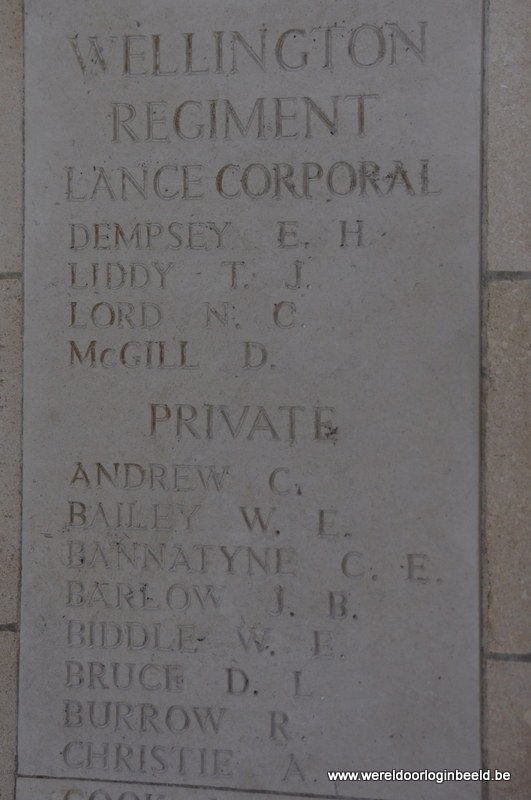 WELLINGTON
REGIMENT
LANCE CORPORAL
DEMPSEY E. H
LIDDY T. J.
LORD N. C
McGILL D.
PRIVATE
ANDREW C.
BAILEY W. E.
BANNATYNE C. E.
BARLOW J. B.
BIDDLE W. E.
BRUCE D. L
BURROW R.
CHRISTIE A
COOK
www.wereldoorloginbeeld.be